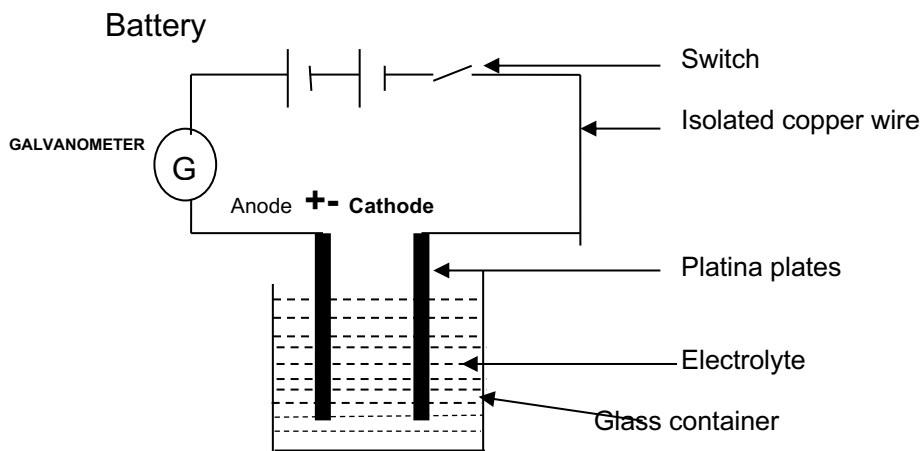 Battery
Switch
Isolated copper wire
GALVANOMETER
G
Anode +- Cathode
Platina plates
Electrolyte
Glass container